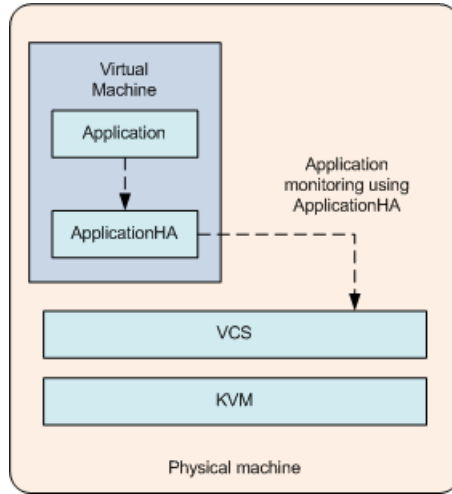 Virtual
Machine
Application
ApplicationHA
Application
monitoring using
ApplicationHA
VCS
KVM
Physical machine